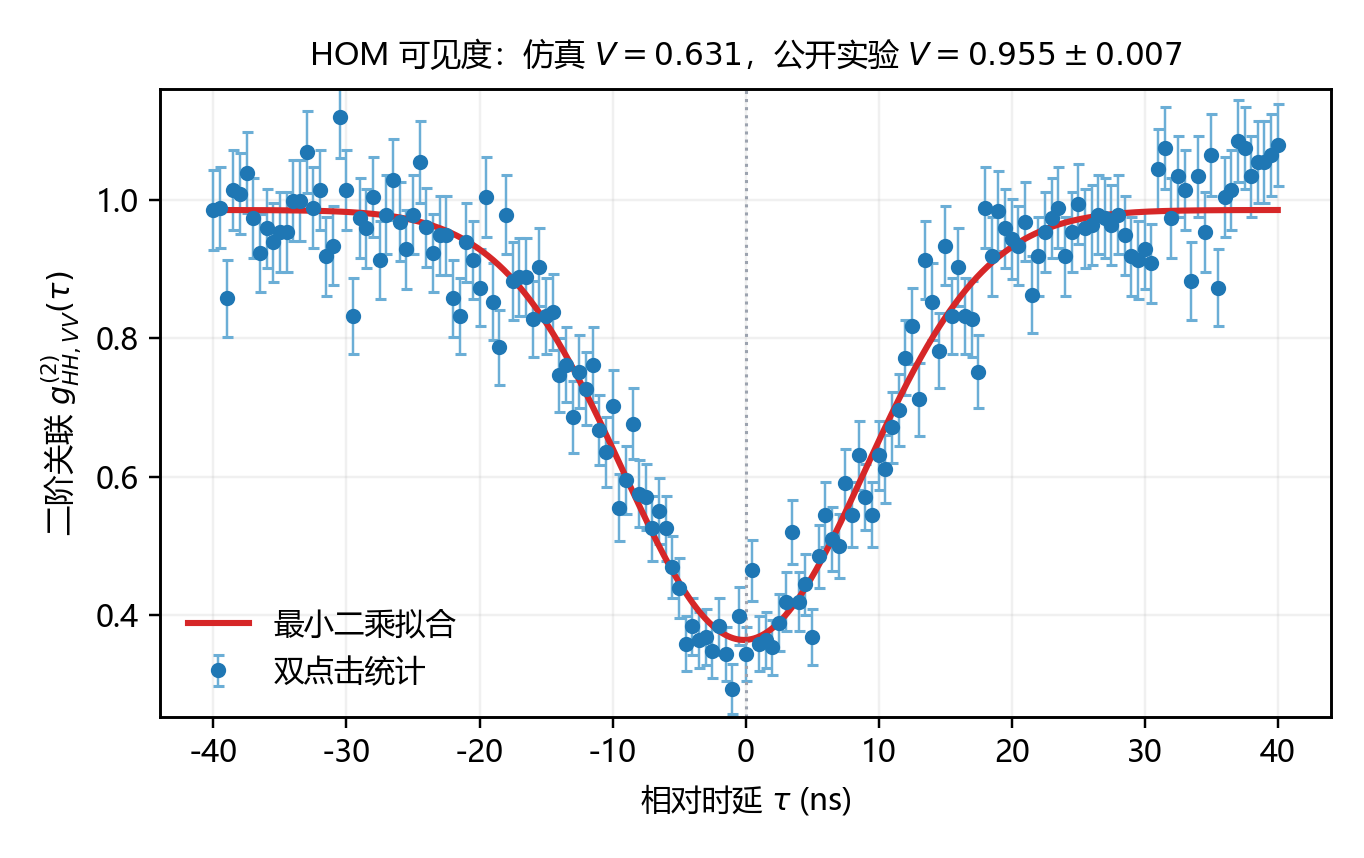 HOM 可见度：仿真 V = 0.631，公开实验 V = 0.955 ± 0.007
二阶关联 g^{(2)}_{HH, VV}(τ)
1.0
0.8
0.6
0.4
最小二乘拟合
双点击统计
-40 -30 -20 -10 0 10 20 30 40
相对时延 τ (ns)